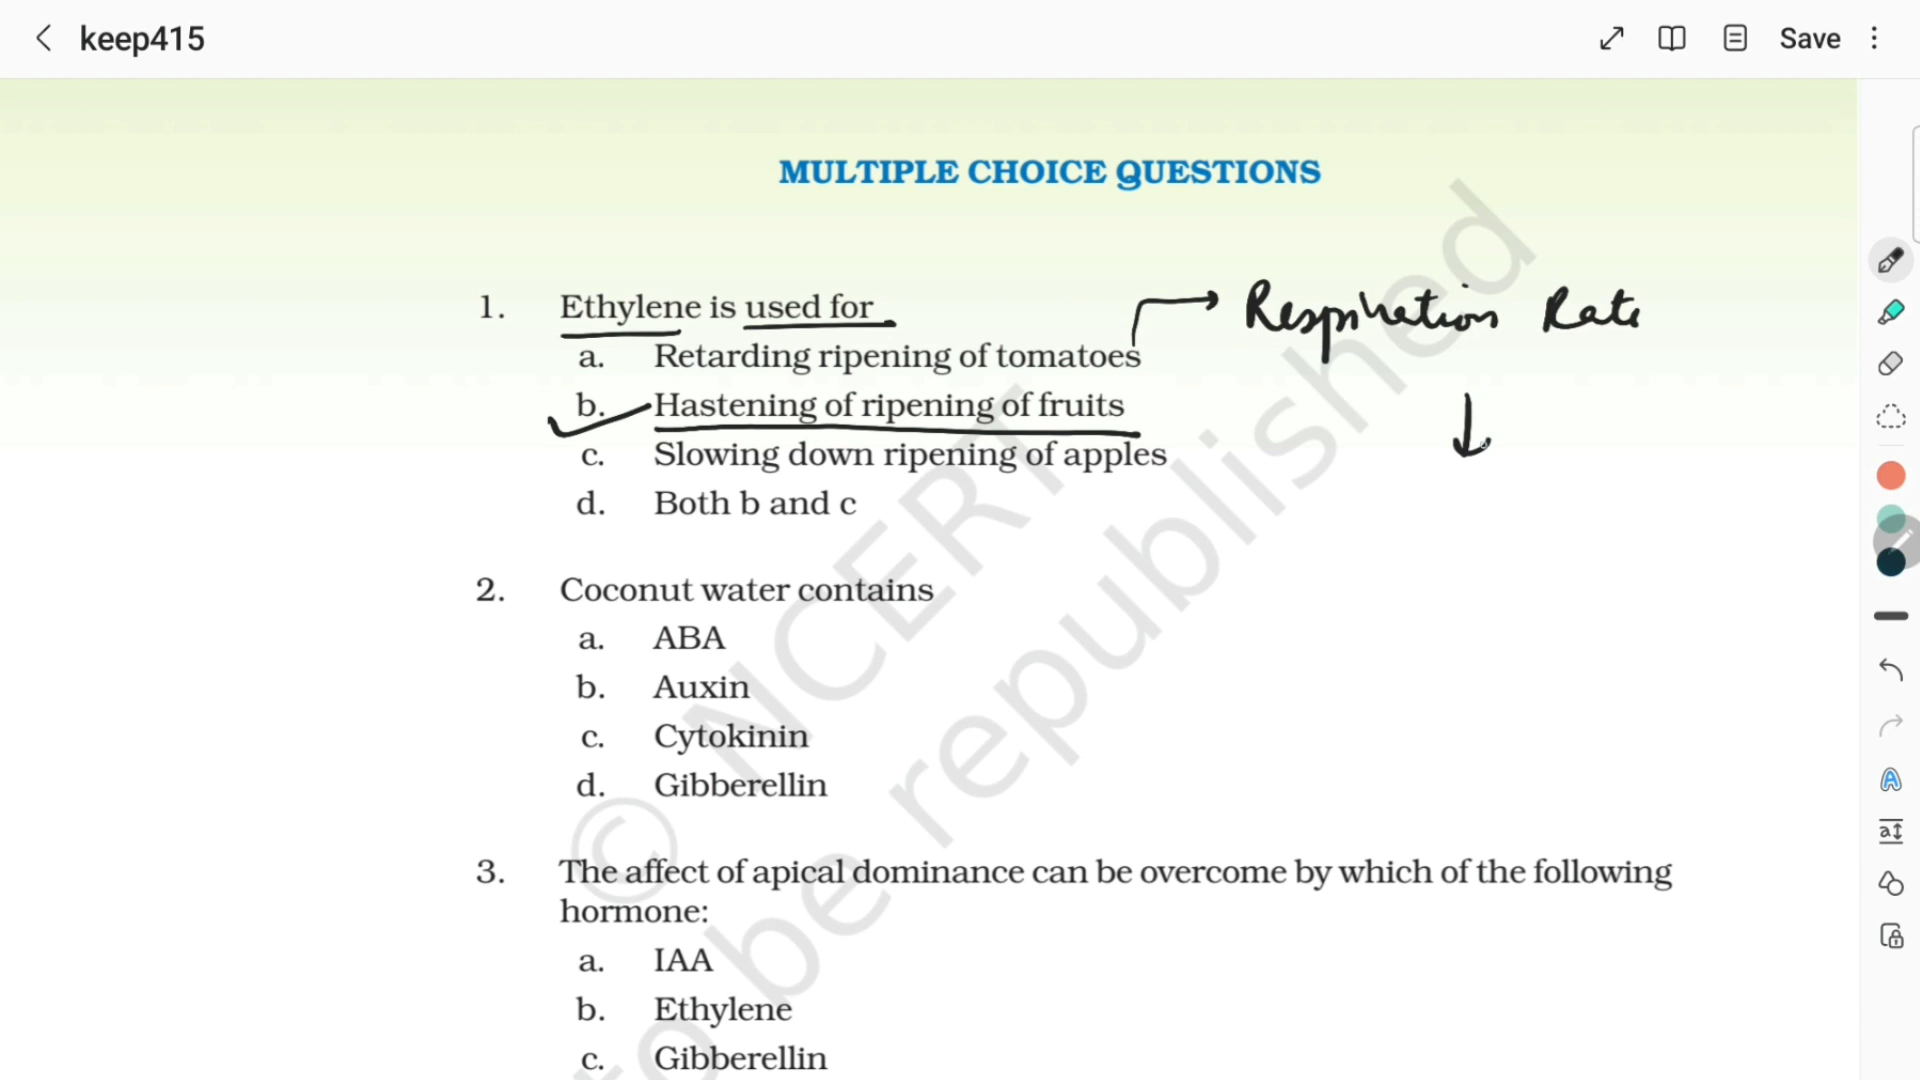 keep415
Save
MULTIPLE CHOICE QUESTIONS
1. Ethylene is used for
Respiration Rate
a. Retarding ripening of tomatoes
b. Hastening of ripening of fruits
c. Slowing down ripening of apples
d. Both b and c
2. Coconut water contains
a. ABA
b. Auxin
c. Cytokinin
d. Gibberellin
3. The affect of apical dominance can be overcome by which of the following
hormone:
a. IAA
b. Ethylene
c. Gibberellin
© NCERT
to be republished